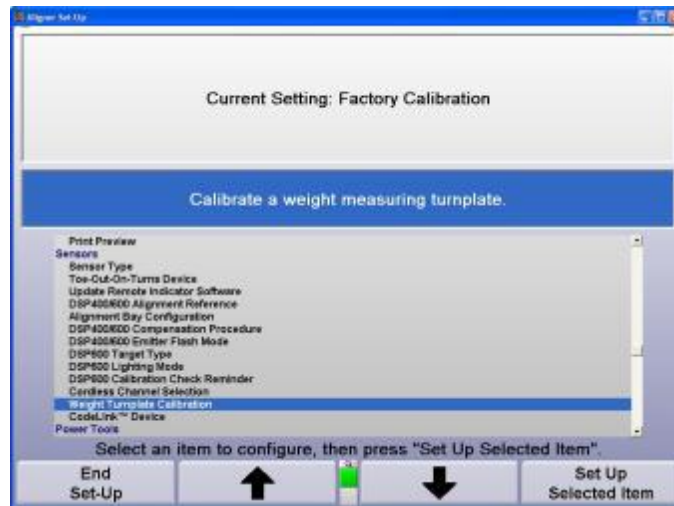 Aligner Set-Up
Current Setting: Factory Calibration
Calibrate a weight measuring turnplate.
Print Preview
Sensors
Sensor Type
Toe-Out-On-Turns Device
Update Remote Indicator Software
DSP400/600 Alignment Reference
Alignment Bay Configuration
DSP400/600 Compensation Procedure
DSP400/600 Emitter Flash Mode
DSP600 Target Type
DSP600 Lighting Mode
DSP600 Calibration Check Reminder
Cordless Channel Selection
Weight Turnplate Calibration
CodeLink™ Device
Power Tools
Select an item to configure, then press "Set Up Selected Item".
End
Set-Up
Set Up
Selected Item